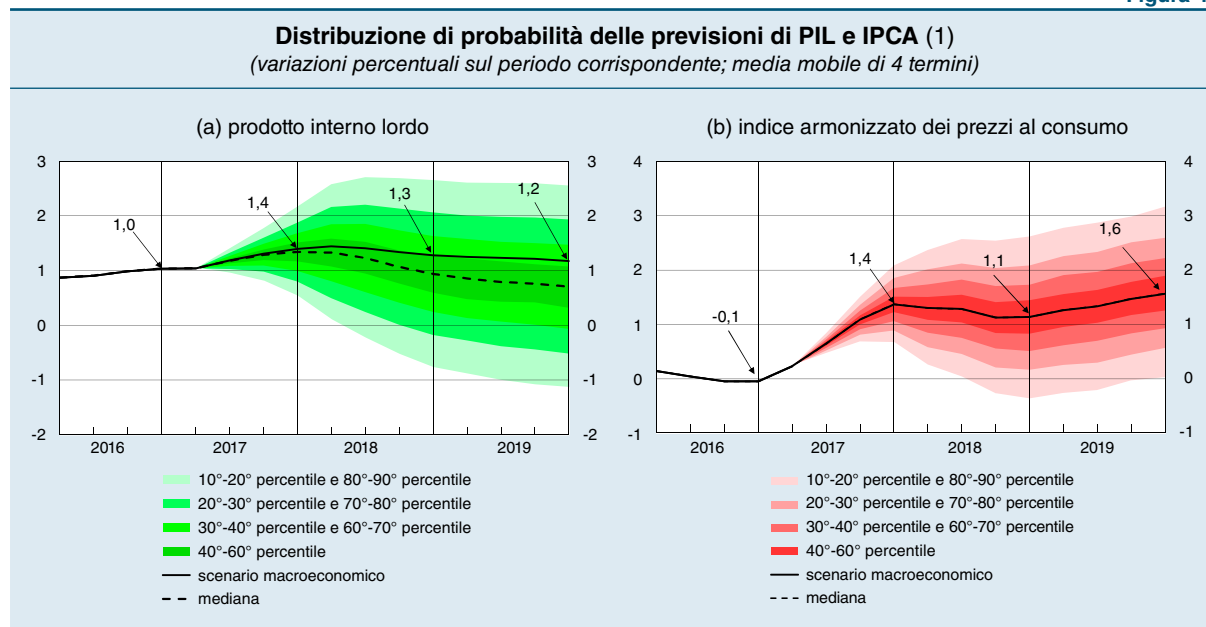 Distribuzione di probabilità delle previsioni di PIL e IPCA (1)
(variazioni percentuali sul periodo corrispondente; media mobile di 4 termini)
(a) prodotto interno lordo
3
2
1
0
-1
-2
3
2
1
0
-1
-2
1,0
1,4
1,3
1,2
2016
2017
2018
2019
10°-20° percentile e 80°-90° percentile
20°-30° percentile e 70°-80° percentile
30°-40° percentile e 60°-70° percentile
40°-60° percentile
scenario macroeconomico
mediana
(b) indice armonizzato dei prezzi al consumo
4
3
2
1
0
-1
4
3
2
1
0
-1
-0,1
1,4
1,1
1,6
2016
2017
2018
2019
10°-20° percentile e 80°-90° percentile
20°-30° percentile e 70°-80° percentile
30°-40° percentile e 60°-70° percentile
40°-60° percentile
scenario macroeconomico
mediana